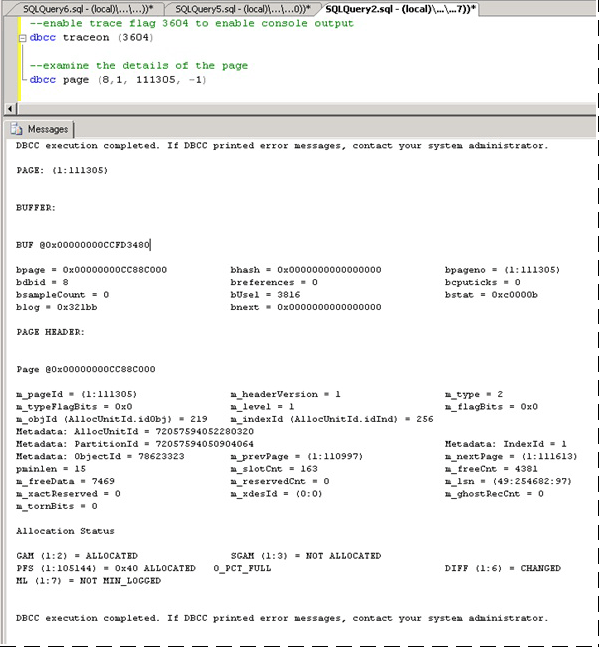 SQLQuery6.sql - (local)\...\...))* SQLQuery5.sql - (local)\...\...0))* SQLQuery2.sql - (local)\...\...7))*
--enable trace flag 3604 to enable console output
dbcc traceon (3604)
--examine the details of the page
dbcc page (8,1, 111305, -1)
Messages
DBCC execution completed. If DBCC printed error messages, contact your system administrator.
PAGE: (1:111305)
BUFFER:
BUF @0x00000000CCFD3480
bpage = 0x00000000CC88C000 bhash = 0x0000000000000000 bpageno = (1:111305)
bdbid = 8 breferences = 0 bcputicks = 0
bsampleCount = 0 bUse1 = 3816 bstat = 0xc0000b
blog = 0x321bb bnext = 0x0000000000000000
PAGE HEADER:
Page @0x00000000CC88C000
m_pageId = (1:111305) m_headerVersion = 1 m_type = 2
m_typeFlagBits = 0x0 m_level = 1 m_flagBits = 0x0
m_objId (AllocUnitId.idObj) = 219 m_indexId (AllocUnitId.idInd) = 256
Metadata: AllocUnitId = 72057594052280320
Metadata: PartitionId = 72057594050904064 Metadata: IndexId = 1
Metadata: ObjectId = 78623323 m_prevPage = (1:110997) m_nextPage = (1:111613)
pminlen = 15 m_slotCnt = 163 m_freeCnt = 4381
m_freeData = 7469 m_reservedCnt = 0 m_lsn = (49:254682:97)
m_xactReserved = 0 m_xdesId = (0:0) m_ghostRecCnt = 0
m_tornBits = 0
Allocation Status
GAM (1:2) = ALLOCATED SGAM (1:3) = NOT ALLOCATED
PFS (1:105144) = 0x40 ALLOCATED 0_PCT_FULL DIFF (1:6) = CHANGED
ML (1:7) = NOT MIN_LOGGED
DBCC execution completed. If DBCC printed error messages, contact your system administrator.